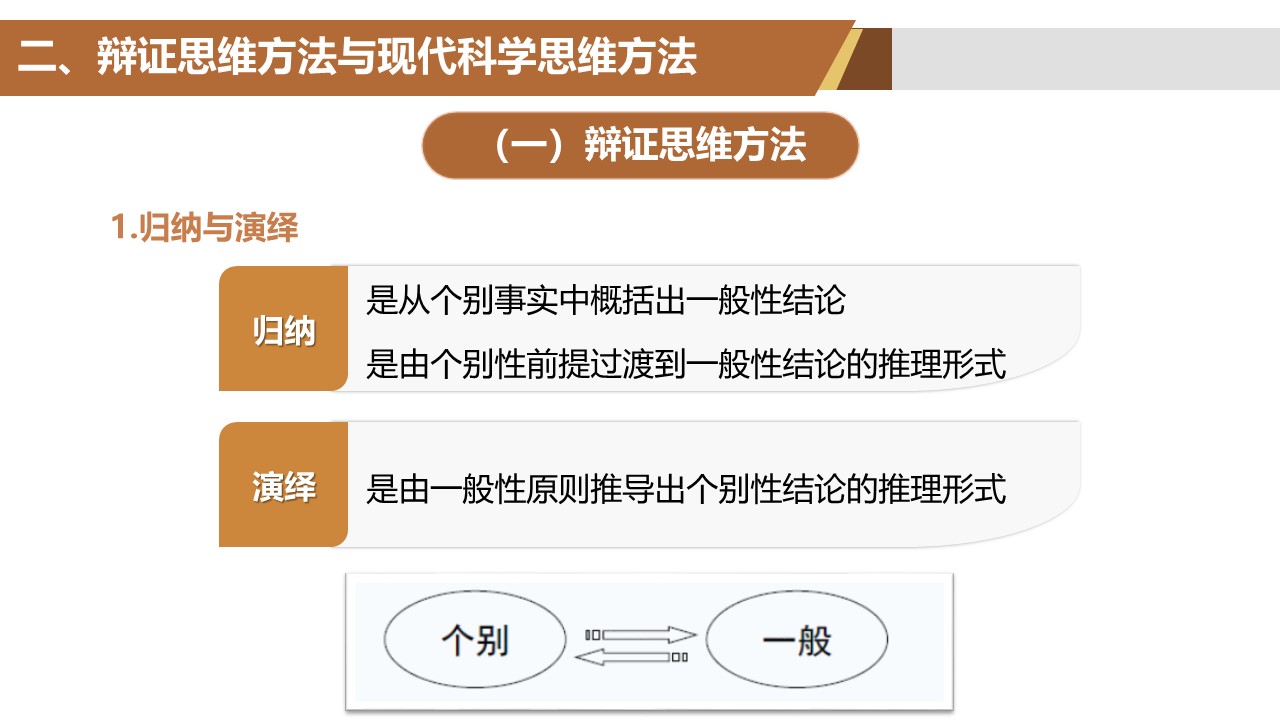 二、辩证思维方法与现代科学思维方法
（一）辩证思维方法
1.归纳与演绎
归纳
是从个别事实中概括出一般性结论
是由个别性前提过渡到一般性结论的推理形式
演绎
是由一般性原则推导出个别性结论的推理形式
个别
一般